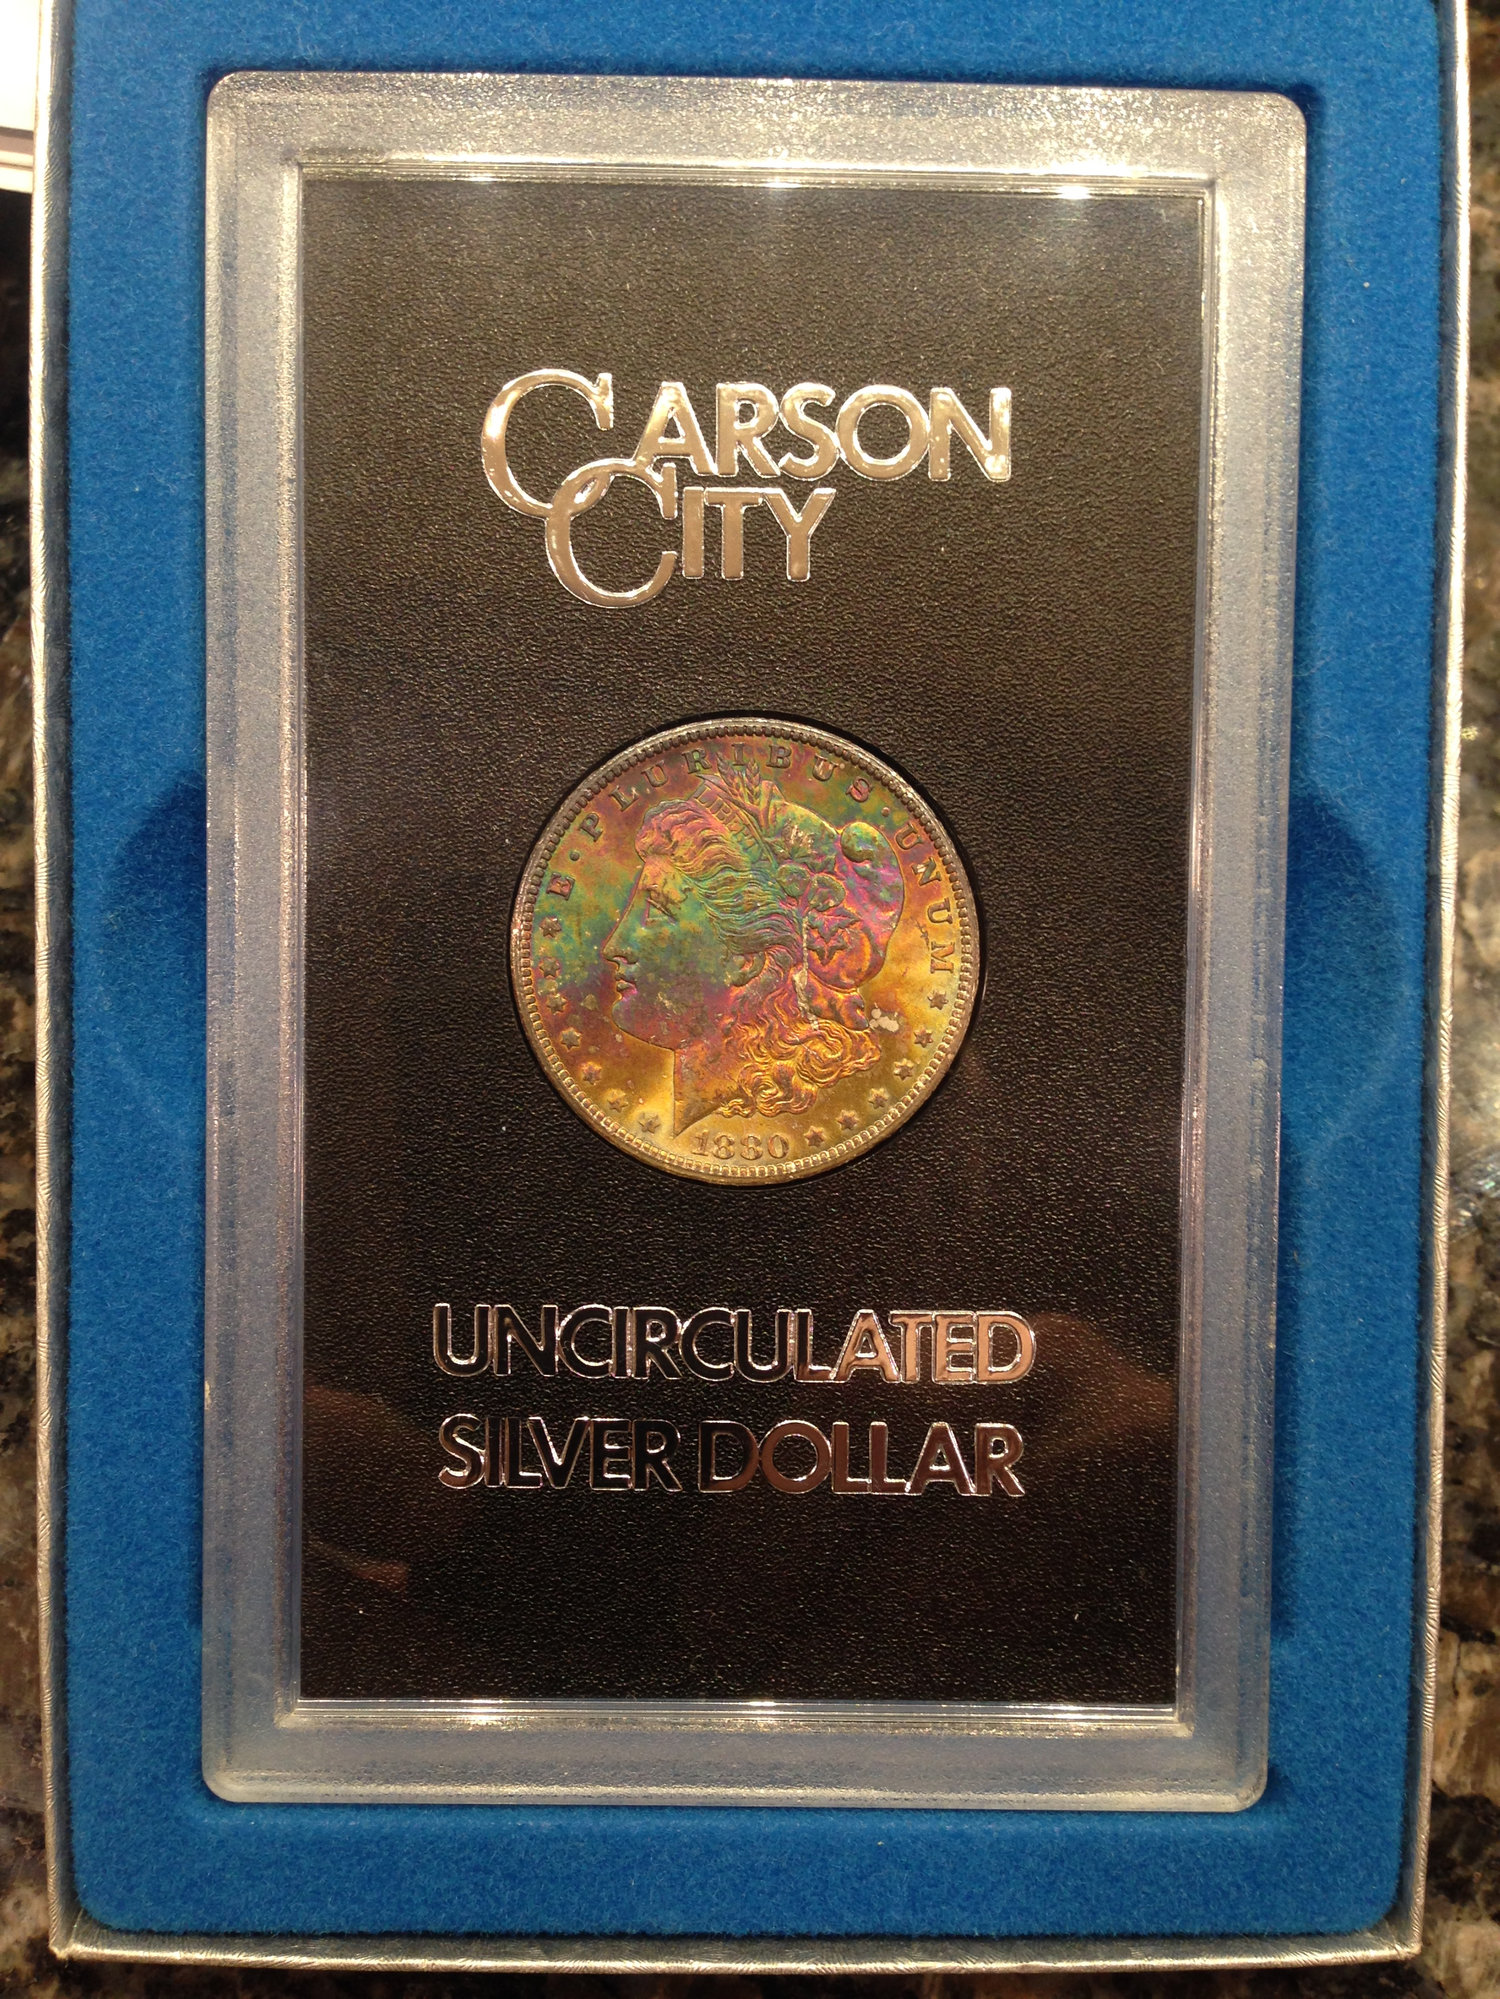 CARSON
CITY
E·PLURIBUS·UNUM
LIBERTY
1880
UNCIRCULATED
SILVER DOLLAR